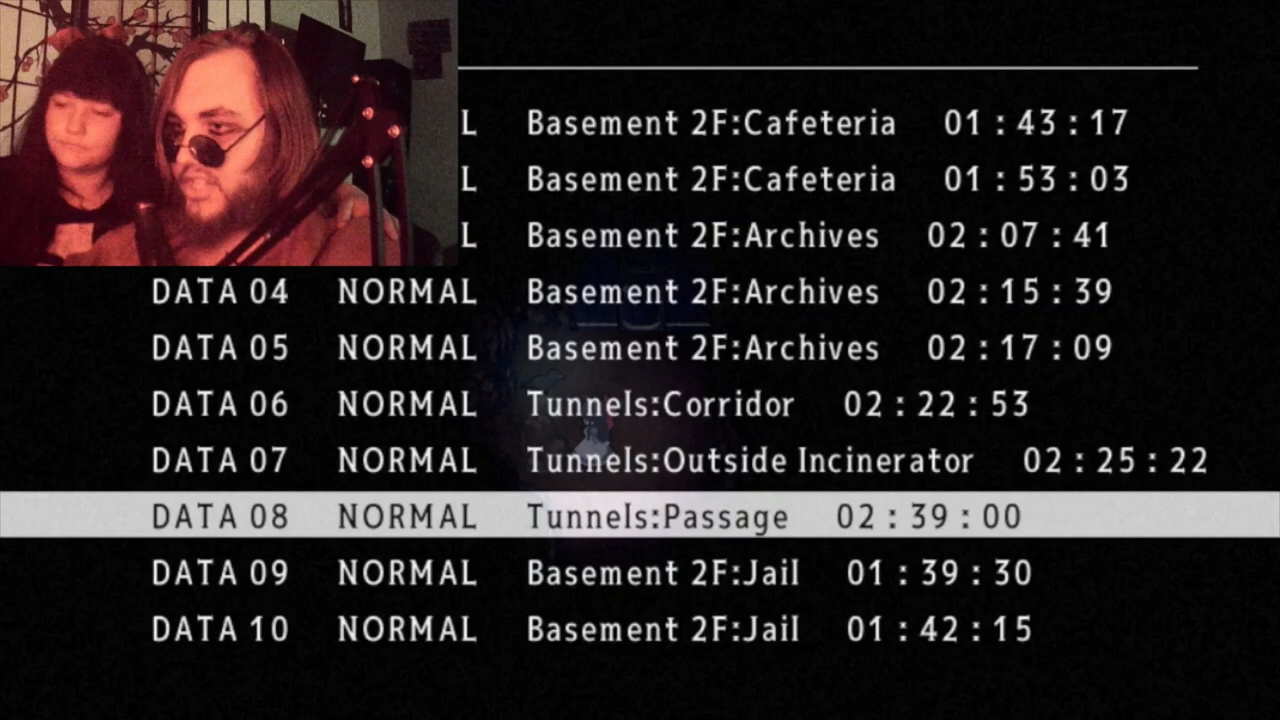 L Basement 2F:Cafeteria 01:43:17
L Basement 2F:Cafeteria 01:53:03
L Basement 2F:Archives 02:07:41
DATA 04 NORMAL Basement 2F:Archives 02:15:39
DATA 05 NORMAL Basement 2F:Archives 02:17:09
DATA 06 NORMAL Tunnels:Corridor 02:22:53
DATA 07 NORMAL Tunnels:Outside Incinerator 02:25:22
DATA 08 NORMAL Tunnels:Passage 02:39:00
DATA 09 NORMAL Basement 2F:Jail 01:39:30
DATA 10 NORMAL Basement 2F:Jail 01:42:15